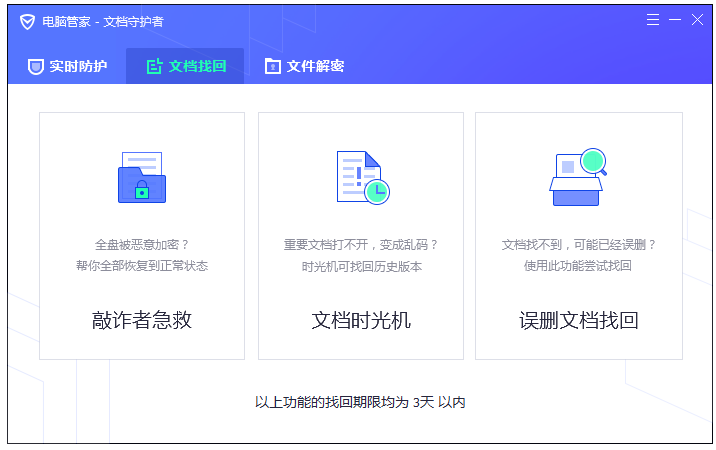 电脑管家 - 文档守护者
实时防护 文档找回 文件解密
全盘被恶意加密？
帮你全部恢复到正常状态
敲诈者急救
重要文档打不开，变成乱码？
时光机可找回历史版本
文档时光机
文档找不到，可能已经误删？
使用此功能尝试找回
误删文档找回
以上功能的找回期限均为 3天 以内